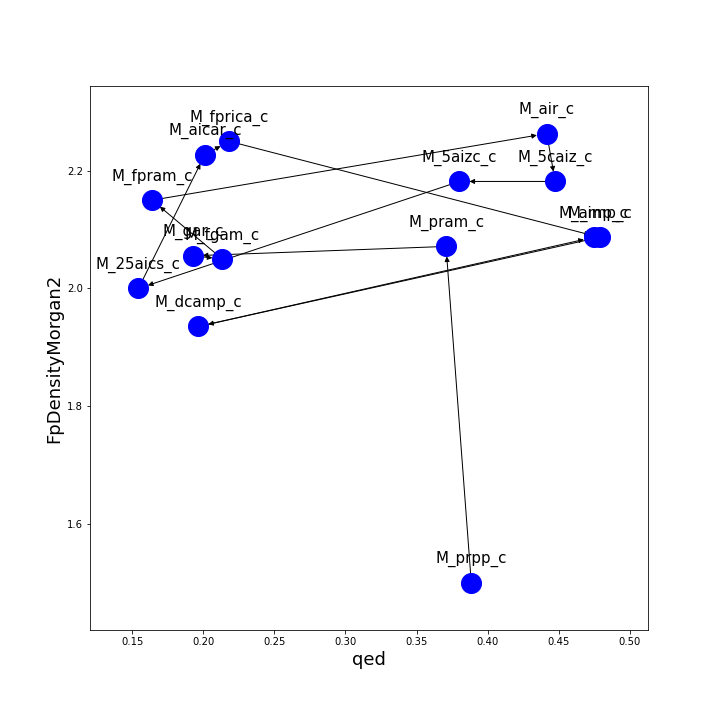 M_air_c
M_fprica_c
M_aicar_c
M_5aizc_c
M_5caiz_c
M_fpram_c
M_pram_c
M_gar_c
M_fgam_c
M_imp_c
M_25aics_c
M_dcamp_c
M_prpp_c
2.2
2.0
1.8
1.6
FpDensityMorgan2
0.15
0.20
0.25
0.30
0.35
0.40
0.45
0.50
qed